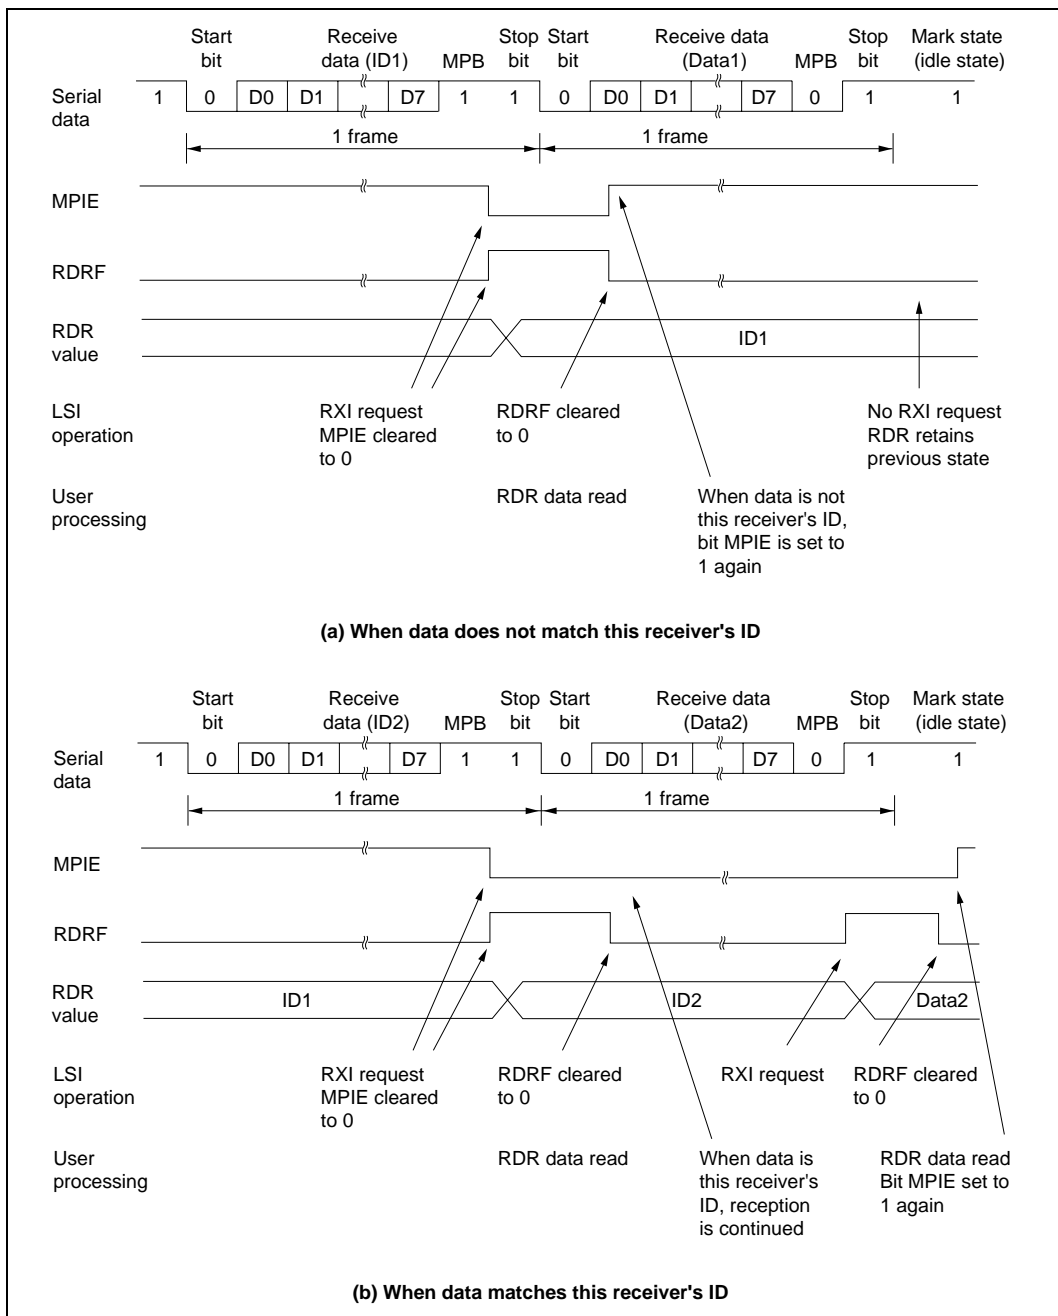 Start bit Receive data (ID1) MPB Stop bit Start bit Receive data (Data1) MPB Stop bit Mark state (idle state)
Serial data 1 0 D0 D1 D7 1 1 0 D0 D1 D7 0 1 1
1 frame 1 frame
MPIE
RDRF
RDR value ID1
LSI operation RXI request MPIE cleared to 0 RDRF cleared to 0 No RXI request RDR retains previous state
User processing RDR data read When data is not this receiver's ID, bit MPIE is set to 1 again
(a) When data does not match this receiver's ID
Start bit Receive data (ID2) MPB Stop bit Start bit Receive data (Data2) MPB Stop bit Mark state (idle state)
Serial data 1 0 D0 D1 D7 1 1 0 D0 D1 D7 0 1 1
1 frame 1 frame
MPIE
RDRF
RDR value ID1 ID2 Data2
LSI operation RXI request MPIE cleared to 0 RDRF cleared to 0 RXI request RDRF cleared to 0
User processing RDR data read When data is this receiver's ID, reception is continued RDR data read Bit MPIE set to 1 again
(b) When data matches this receiver's ID